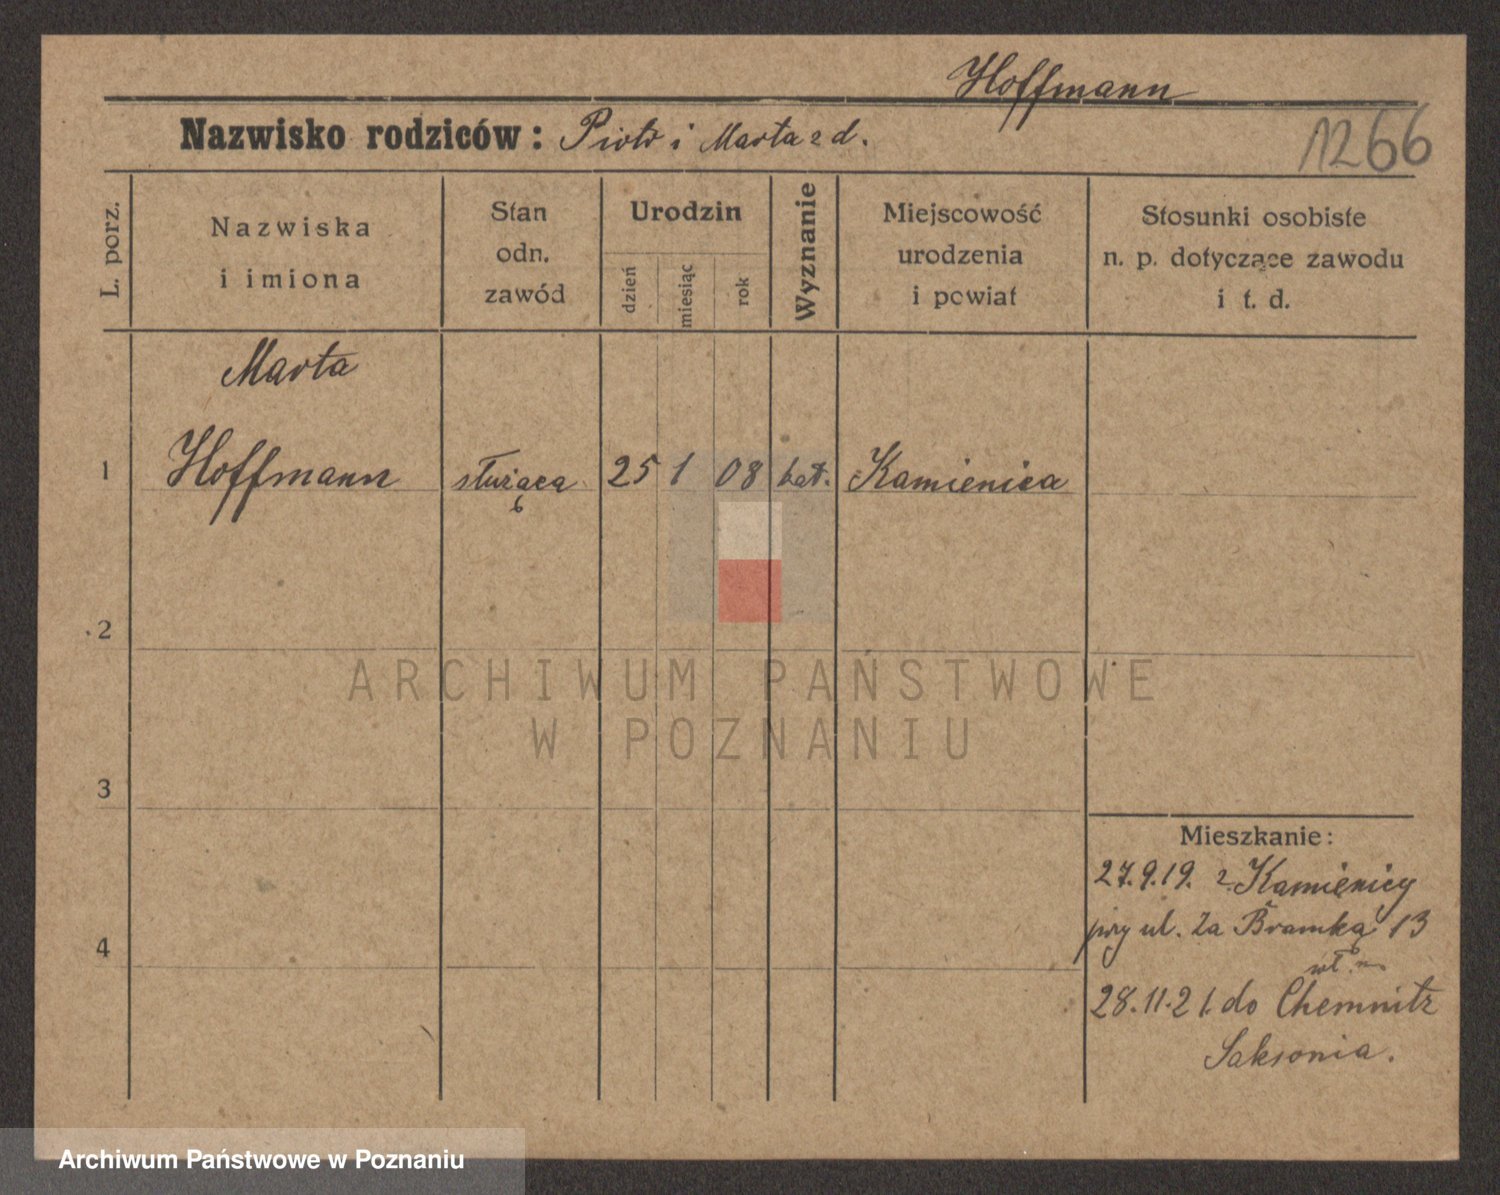 Hoffmann
Nazwisko rodziców: Piotr i Marta z d.
1266
L. porz.
Nazwiska
i imiona
Stan
odn.
zawód
Urodzin
dzień
miesiąc
rok
Wyznanie
Miejscowość
urodzenia
i powiat
Stosunki osobiste
n. p. dotyczące zawodu
i t. d.
Marta
1 Hoffmann służąca 25 1 08 kat. Kamienica
2
ARCHIWUM PAŃSTWOWE
W POZNANIU
3
Mieszkanie:
27.9.19. z Kamienicy
przy ul. Za Bramką 13
4
28.11.21. do Chemnitz
Saksonia.
Archiwum Państwowe w Poznaniu